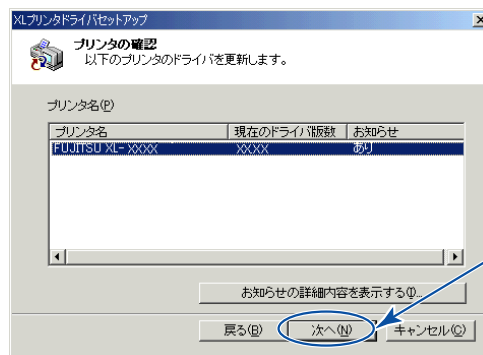 XLプリンタドライバセットアップ
プリンタの確認
以下のプリンタのドライバを更新します。
プリンタ名(P)
プリンタ名 現在のドライバ版数 お知らせ
FUJITSU XL-XXXX XXXX あり
お知らせの詳細内容を表示する(I)...
戻る(B) 次へ(N) キャンセル(C)